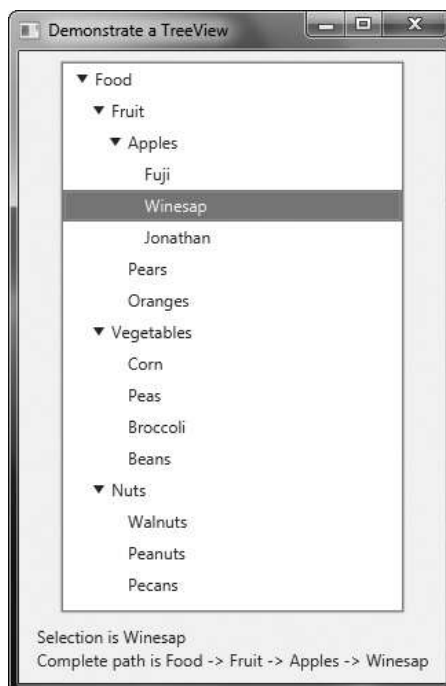 Demonstrate a TreeView
Food
Fruit
Apples
Fuji
Winesap
Jonathan
Pears
Oranges
Vegetables
Corn
Peas
Broccoli
Beans
Nuts
Walnuts
Peanuts
Pecans
Selection is Winesap
Complete path is Food -> Fruit -> Apples -> Winesap